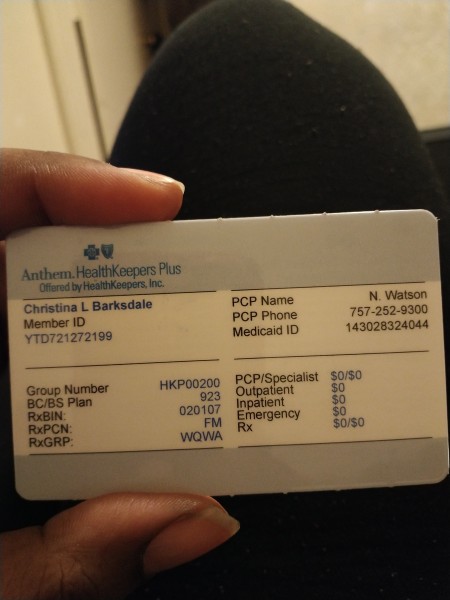 Anthem. HealthKeepers Plus
Offered by HealthKeepers, Inc.
Christina L Barksdale
Member ID
YTD721272199
PCP Name N. Watson
PCP Phone 757-252-9300
Medicaid ID 143028324044
Group Number HKP00200
BC/BS Plan 923
RxBIN: 020107
RxPCN: FM
RxGRP: WQWA
PCP/Specialist $0/$0
Outpatient $0
Inpatient $0
Emergency $0
Rx $0/$0